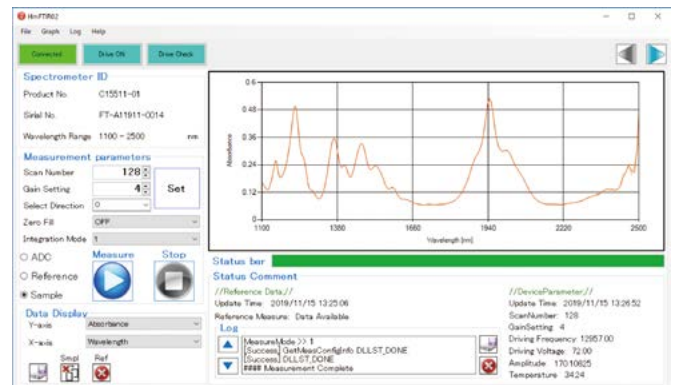 HmFTIR02
File Graph Log Help
Connected Drive ON Drive Check
Spectrometer ID
Product No. C15511-01
Sirial No. FT-A11911-0014
Wavelength Range 1100 - 2500 nm
Measurement parameters
Scan Number 128
Gain Setting 4
Set
Select Direction 0
Zero Fill OFF
Integration Mode 1
ADC
Reference
Sample
Measure Stop
Data Display
Y-axis Absorbance
X-axis Wavelength
Smpl Ref
0.6
0.48
0.36
0.24
0.12
0
Absorbance
1100 1380 1660 1940 2220 2500
Wavelength [nm]
Status bar
Status Comment
//Reference Data//
Update Time: 2019/11/15 13:25:06
Reference Measure: Data Available
Log
MeasureMode >> 1
[Success] GetMeasConfigInfo DLLST_DONE
[Success] DLLST_DONE
#### Measurement Complete
//DeviceParameter//
Update Time: 2019/11/15 13:26:52
ScanNumber: 128
GainSetting: 4
Driving Frequency: 12957.00
Driving Voltage: 72.00
Amplitude: 170.10625
Temperature: 34.24